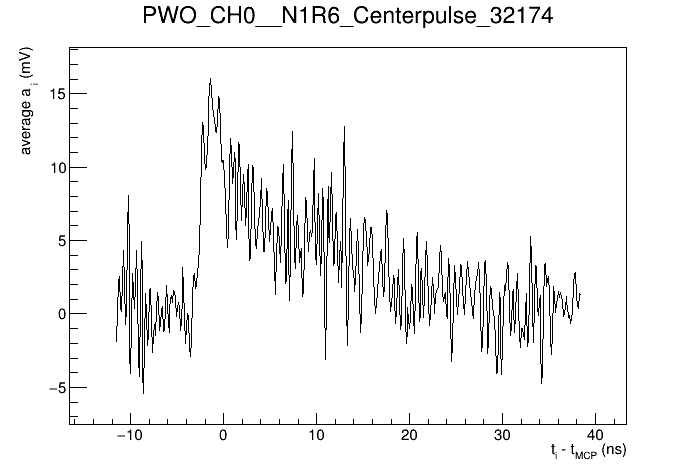 PWO_CH0__N1R6_Centerpulse_32174
average a_i (mV)
15
10
5
0
−5
−10 0 10 20 30 40
t_i - t_MCP (ns)